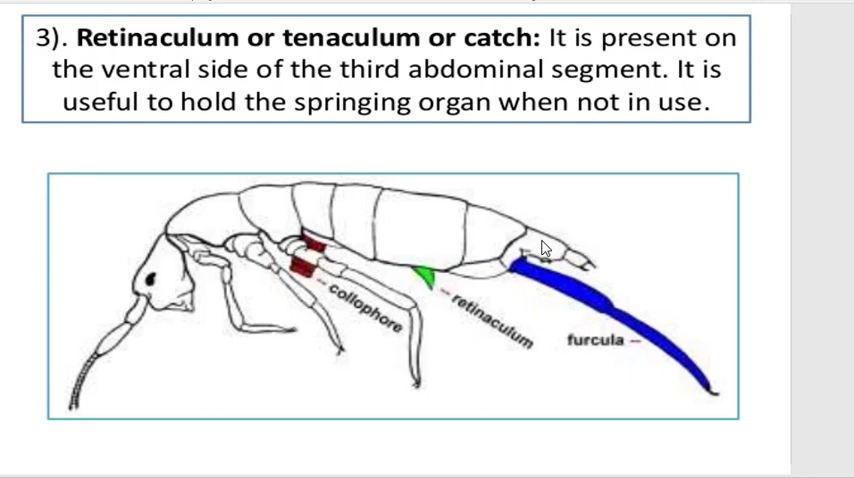 3). Retinaculum or tenaculum or catch: It is present on
the ventral side of the third abdominal segment. It is
useful to hold the springing organ when not in use.
collophore
retinaculum
furcula